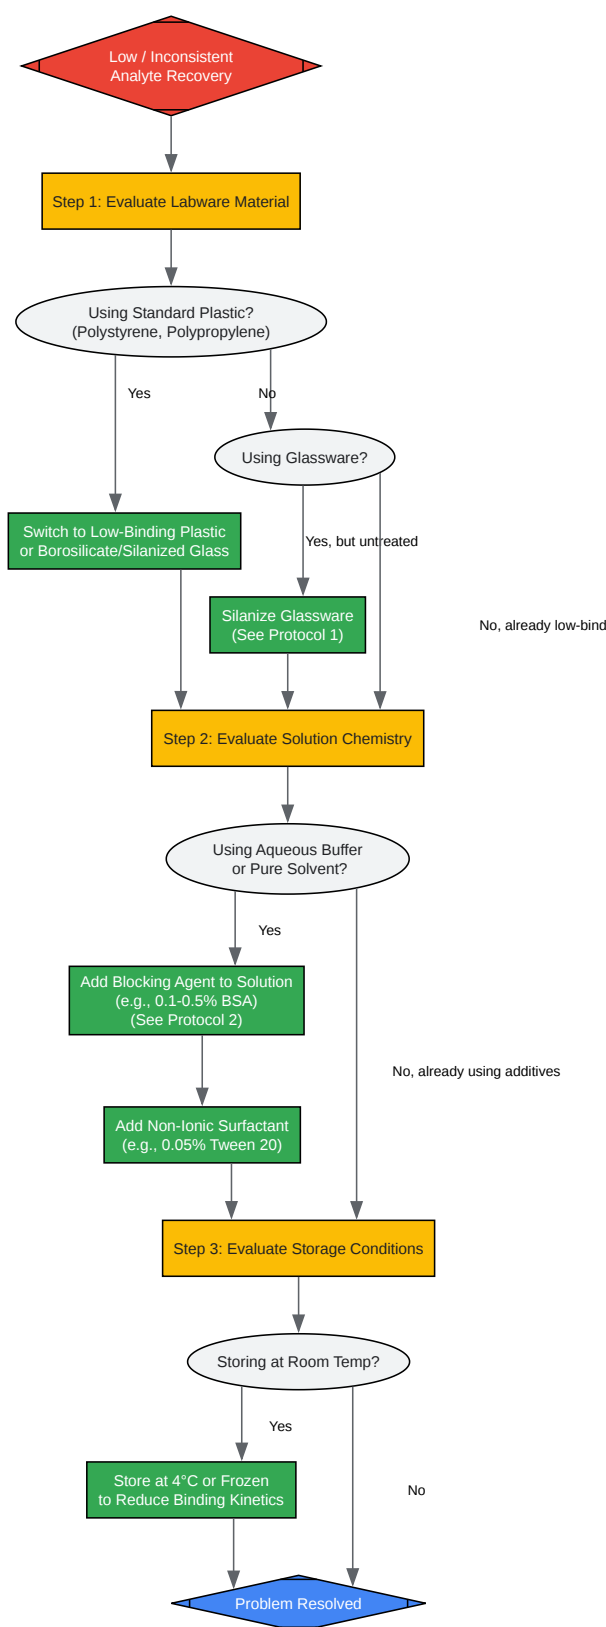 Low / Inconsistent
Analyte Recovery
Step 1: Evaluate Labware Material
Using Standard Plastic?
(Polystyrene, Polypropylene)
Yes
No
Using Glassware?
Switch to Low-Binding Plastic
or Borosilicate/Silanized Glass
Yes, but untreated
Silanize Glassware
(See Protocol 1)
No, already low-bind
Step 2: Evaluate Solution Chemistry
Using Aqueous Buffer
or Pure Solvent?
Yes
Add Blocking Agent to Solution
(e.g., 0.1-0.5% BSA)
(See Protocol 2)
No, already using additives
Add Non-Ionic Surfactant
(e.g., 0.05% Tween 20)
Step 3: Evaluate Storage Conditions
Storing at Room Temp?
Yes
Store at 4°C or Frozen
to Reduce Binding Kinetics
No
Problem Resolved